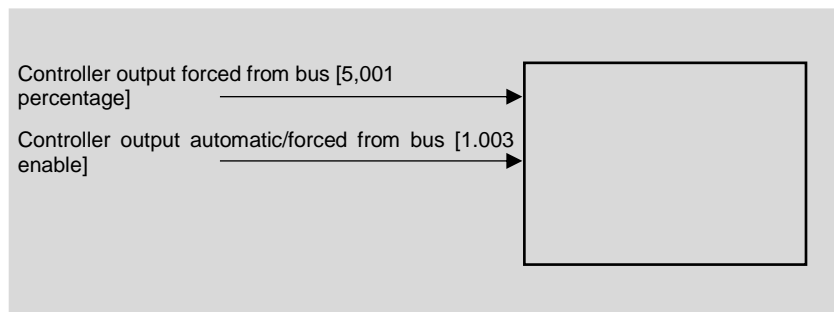 Controller output forced from bus [5,001
percentage]
Controller output automatic/forced from bus [1.003
enable]